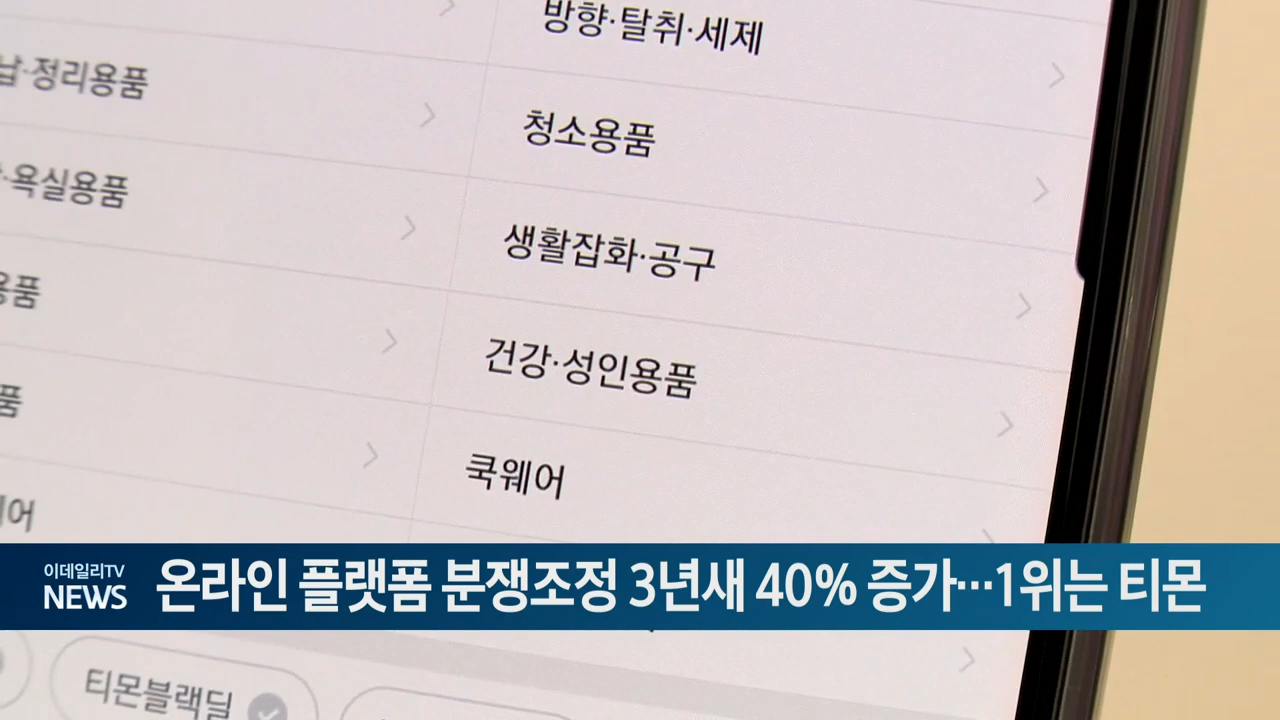 방향·탈취·세제
납·정리용품
청소용품
·욕실용품
생활잡화·공구
용품
건강·성인용품
품
쿡웨어
어
이데일리TV
NEWS
온라인 플랫폼 분쟁조정 3년새 40% 증가…1위는 티몬
티몬블랙딜